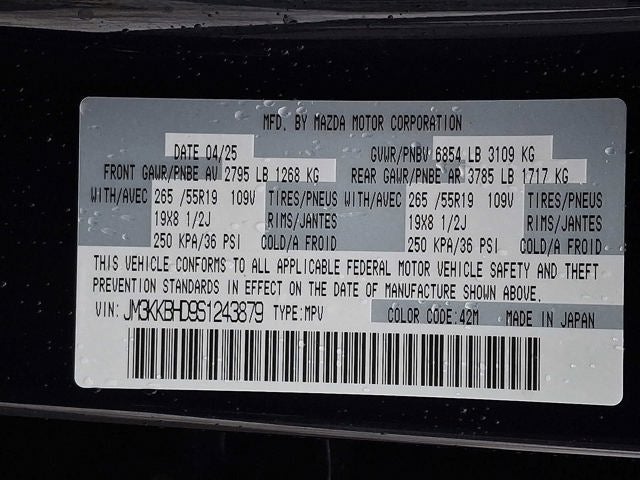 MFD. BY MAZDA MOTOR CORPORATION
DATE 04/25 GVWR/PNBV 6854 LB 3109 KG
FRONT GAWR/PNBE AV 2795 LB 1268 KG REAR GAWR/PNBE AR 3785 LB 1717 KG
WITH/AVEC 265 /55R19 109V TIRES/PNEUS WITH/AVEC 265 /55R19 109V TIRES/PNEUS
19X8 1/2J RIMS/JANTES 19X8 1/2J RIMS/JANTES
250 KPA/36 PSI COLD/A FROID 250 KPA/36 PSI COLD/A FROID
THIS VEHICLE CONFORMS TO ALL APPLICABLE FEDERAL MOTOR VEHICLE SAFETY AND THEFT
PREVENTION STANDARDS IN EFFECT ON THE DATE OF MANUFACTURE SHOWN ABOVE.
VIN: JM3KKBHD9S1243879 TYPE:MPV COLOR CODE:42M MADE IN JAPAN